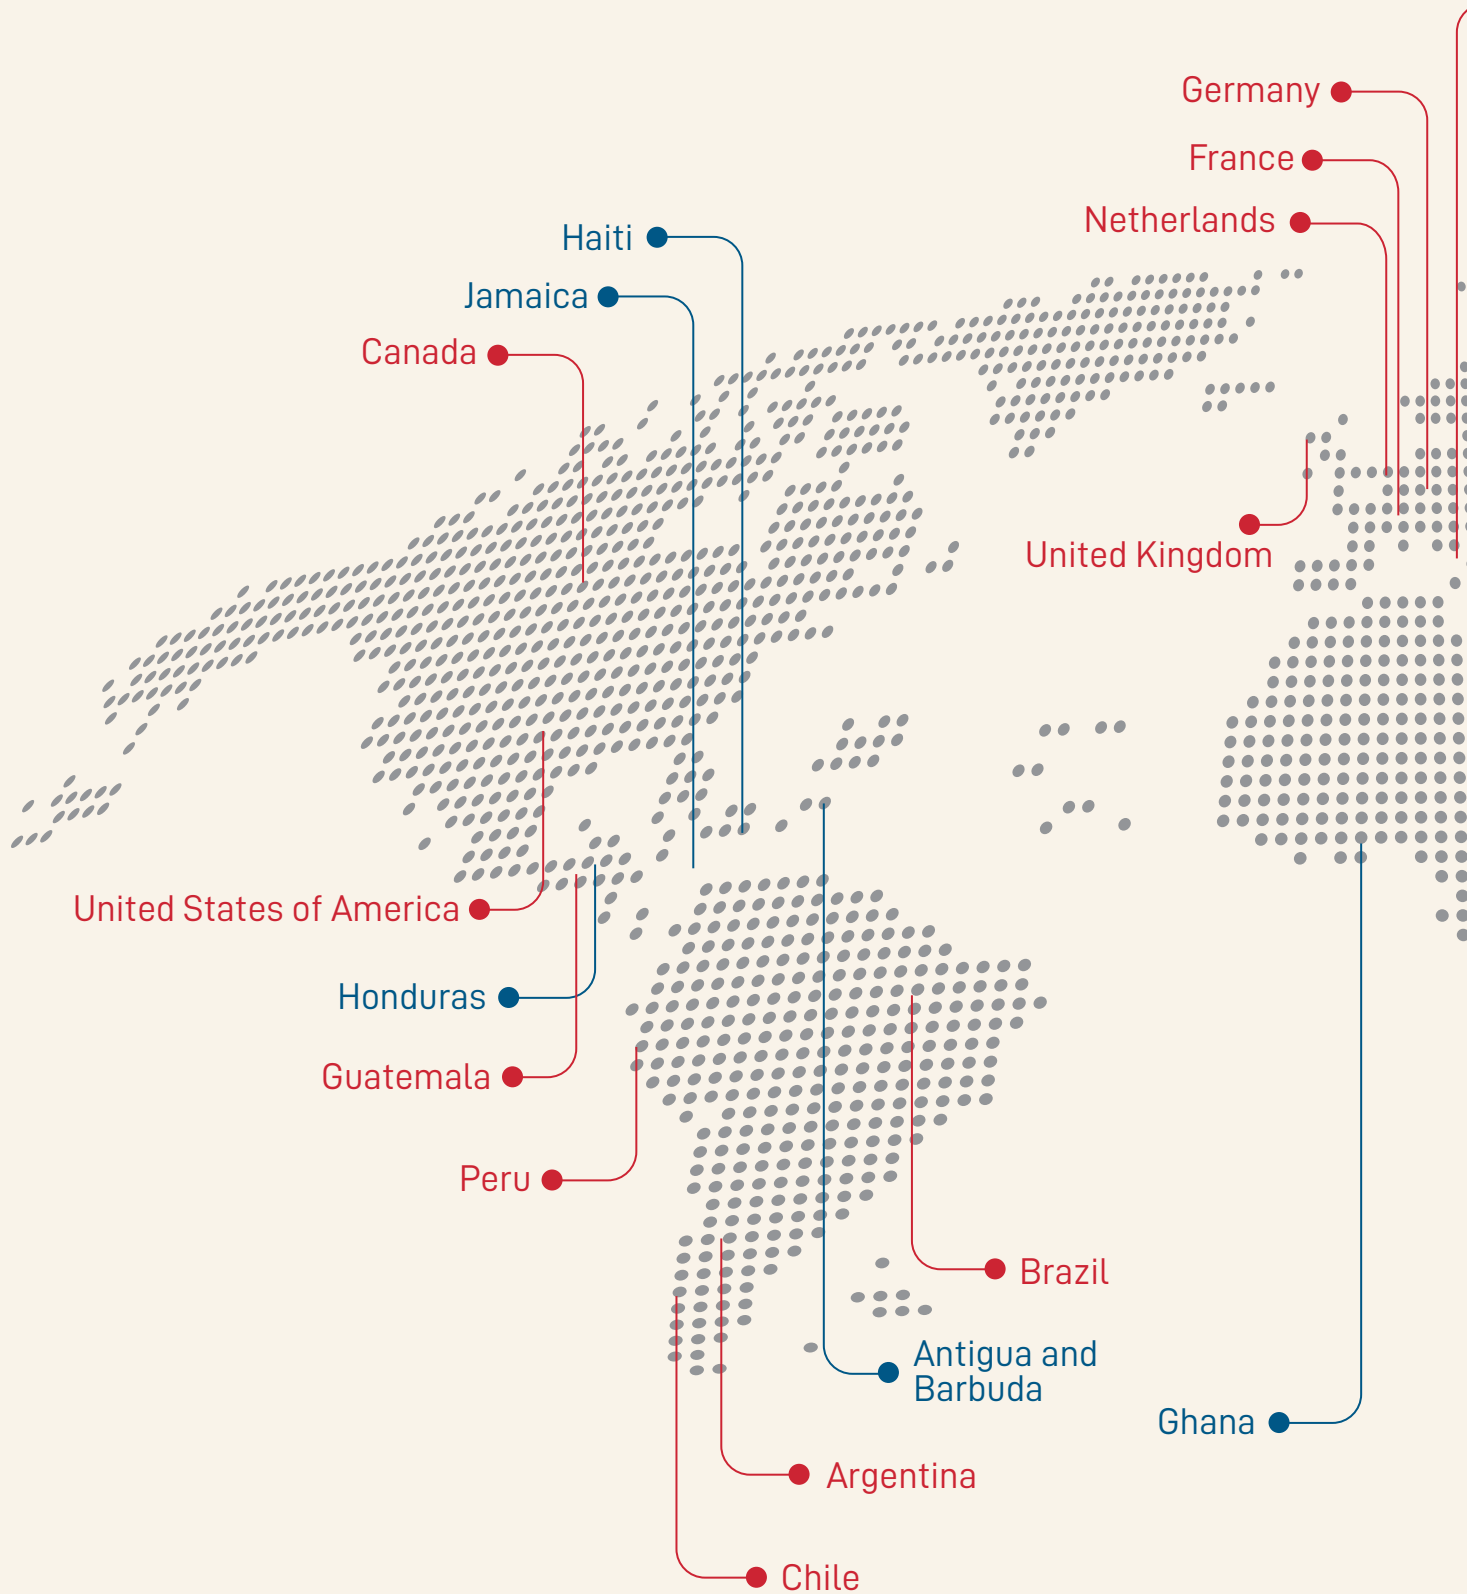 Germany
France
Netherlands
Haiti
Jamaica
Canada
United Kingdom
United States of America
Honduras
Guatemala
Peru
Brazil
Antigua and
Barbuda
Ghana
Argentina
Chile